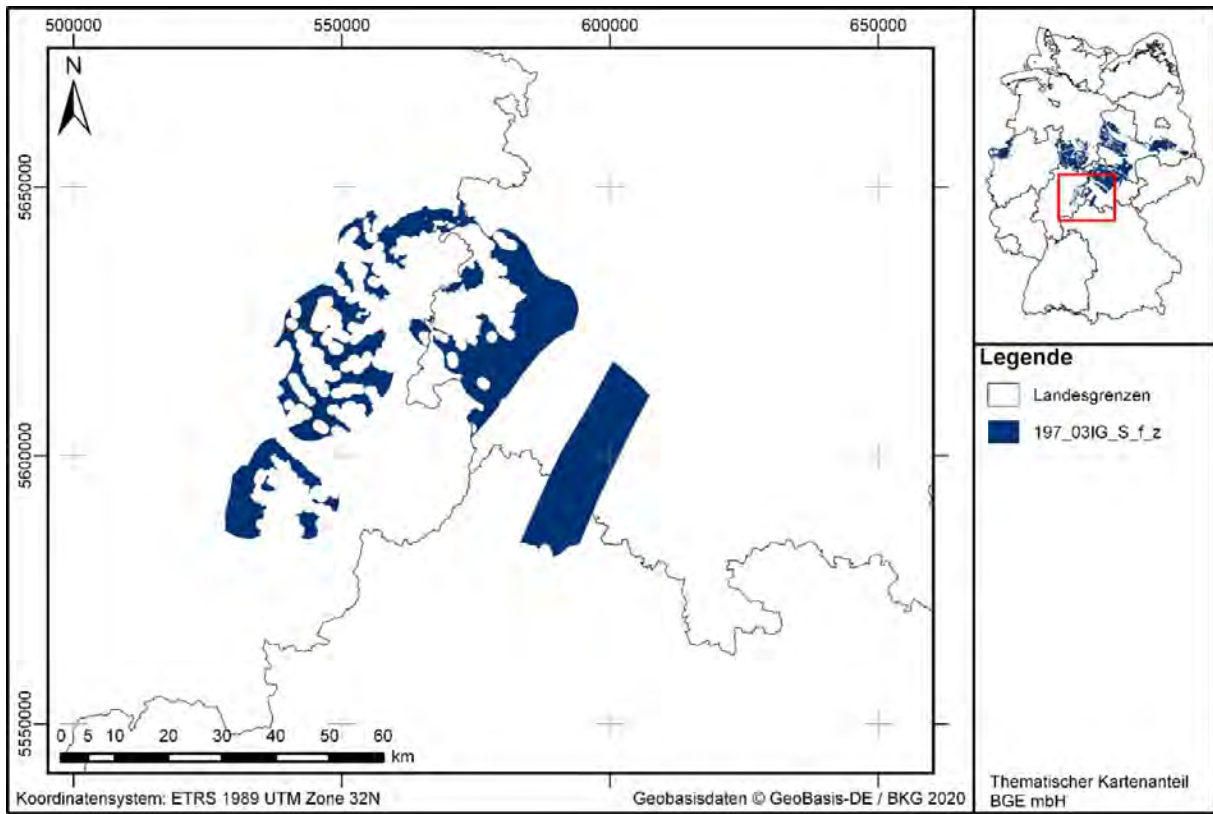 500000 550000 600000 650000
N
5650000
5600000
5550000
0 5 10 20 30 40 50 60
km
Koordinatensystem: ETRS 1989 UTM Zone 32N
Geobasisdaten © GeoBasis-DE / BKG 2020
Legende
Landesgrenzen
197_03IG_S_f_z
Thematischer Kartenanteil
BGE mbH